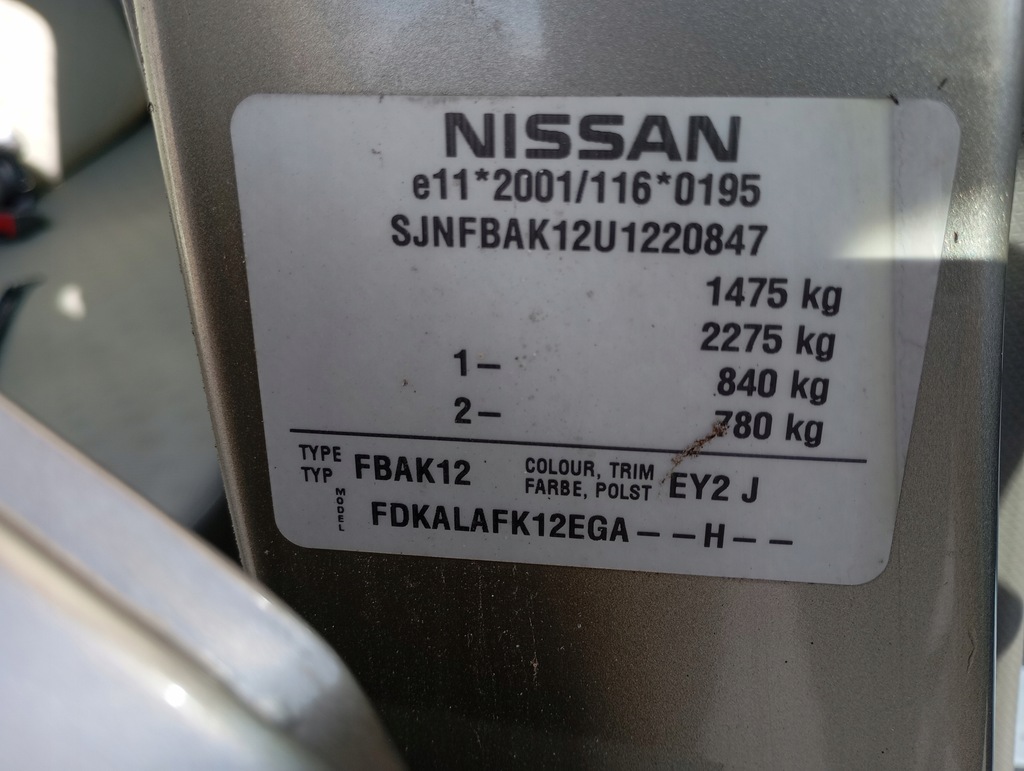 NISSAN
e11*2001/116*0195
SJNFBAK12U1220847
1475 kg
2275 kg
1– 840 kg
2– 780 kg
TYPE
TYP FBAK12
COLOUR, TRIM
FARBE, POLST EY2 J
MODEL FDKALAFK12EGA – – H – –